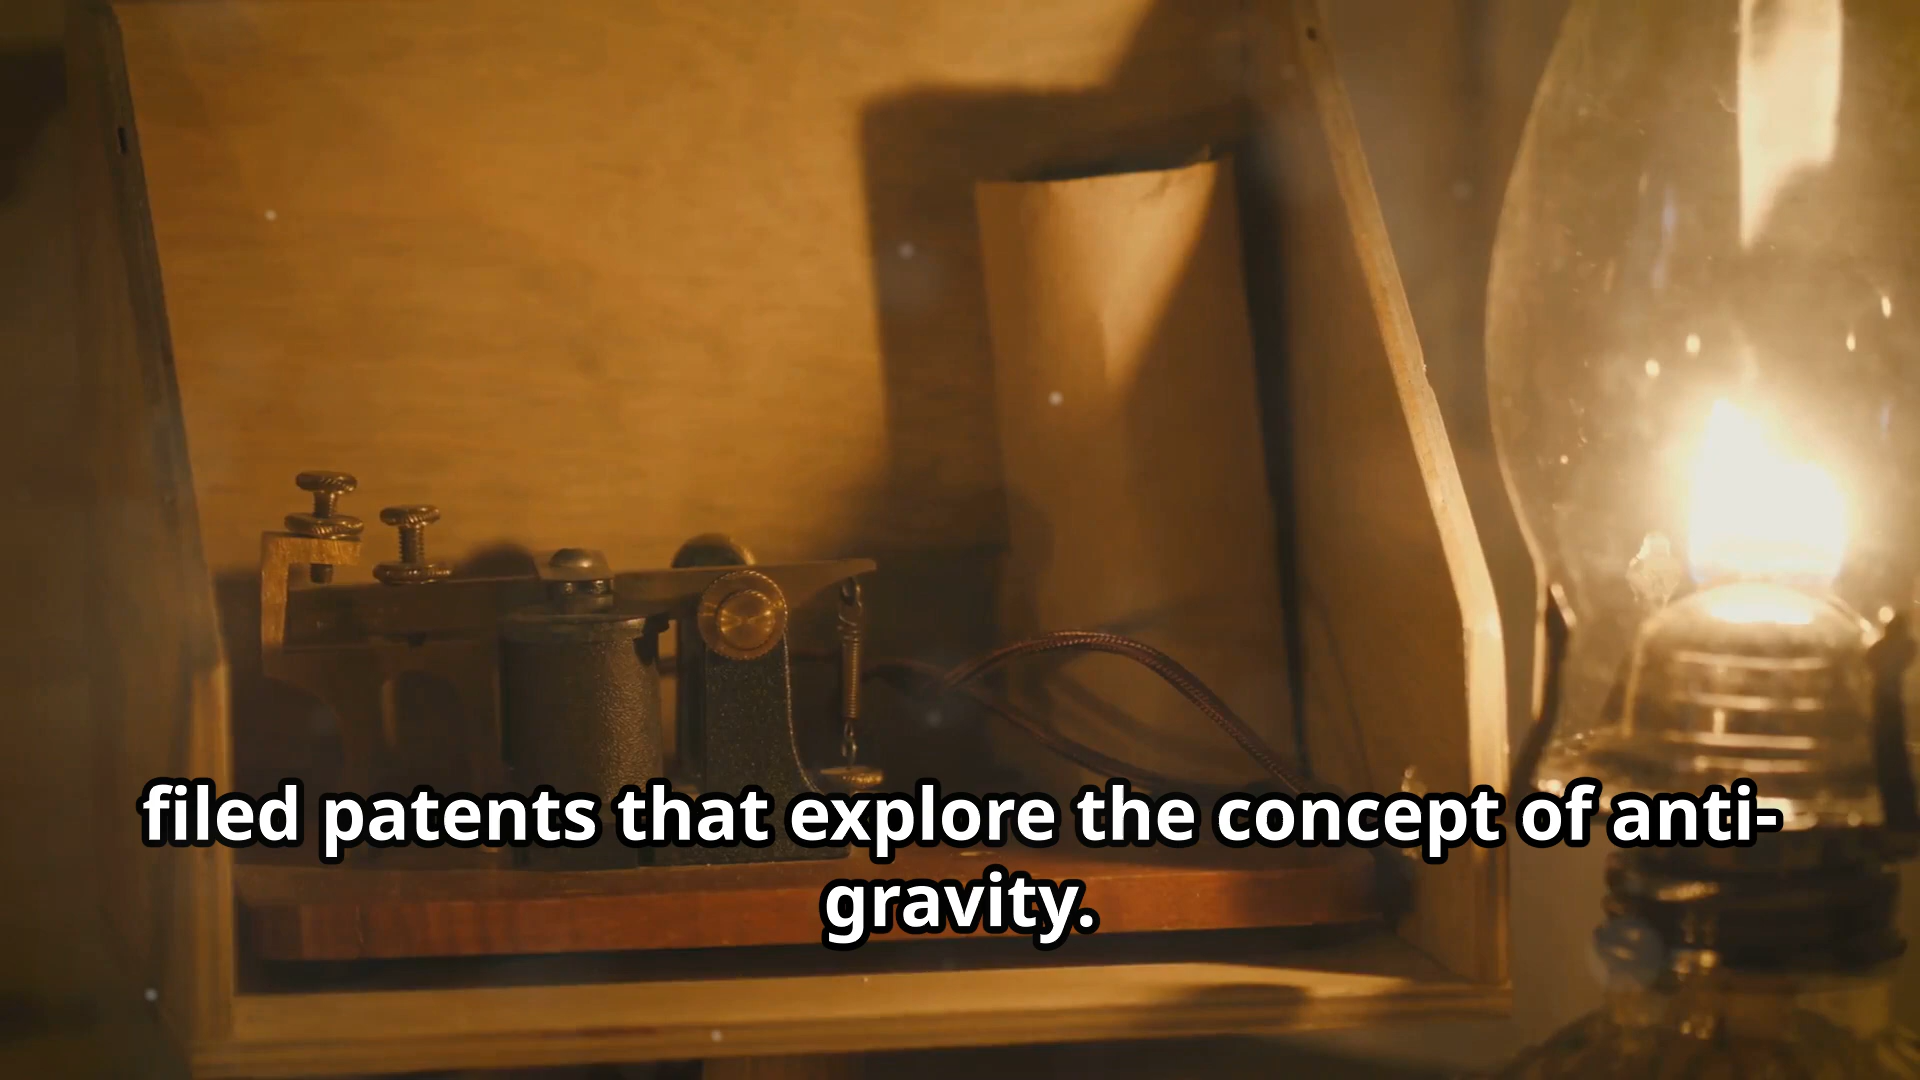 filed patents that explore the concept of anti-
gravity.